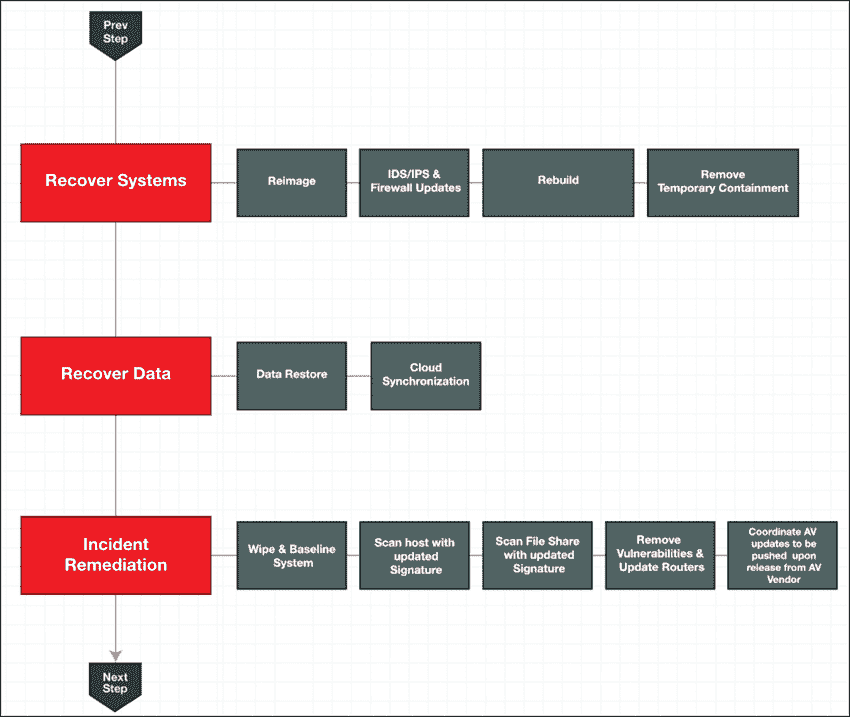 Prev
Step
Recover Systems
Reimage
IDS/IPS &
Firewall Updates
Rebuild
Remove
Temporary Containment
Recover Data
Data Restore
Cloud
Synchronization
Incident
Remediation
Wipe & Baseline
System
Scan host with
updated
Signature
Scan File Share
with updated
Signature
Remove
Vulnerabilities &
Update Routers
Coordinate AV
updates to be
pushed upon
release from AV
Vendor
Next
Step